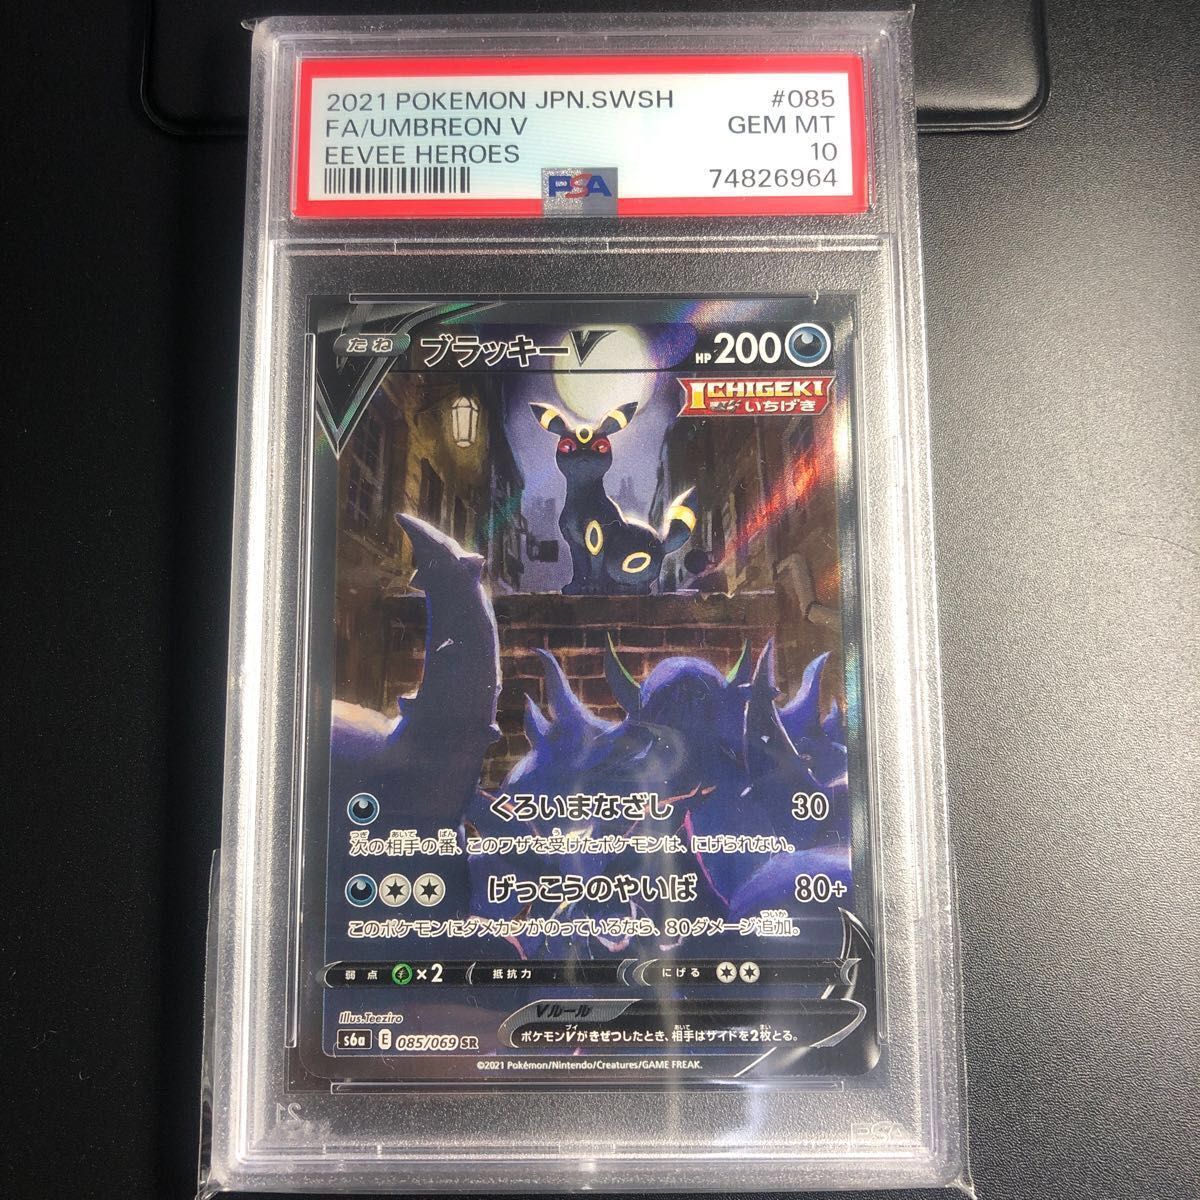 2021 POKEMON JPN.SWSH #085
FA/UMBREON V GEM MT
EEVEE HEROES 10
PSA 74826964
たね ブラッキーV HP 200
ICHIGEKI
いちげき
くろいまなざし 30
次の相手の番、このワザを受けたポケモンは、にげられない。
げっこうのやいば 80+
このポケモンにダメカンがのっているなら、80ダメージ追加。
弱点 ×2 抵抗力 にげる
Vルール
ポケモンVがきぜつしたとき、相手はサイドを2枚とる。
Illus.Teeziro
s6a E 085/069 SR
©2021 Pokémon/Nintendo/Creatures/GAME FREAK.
PSA